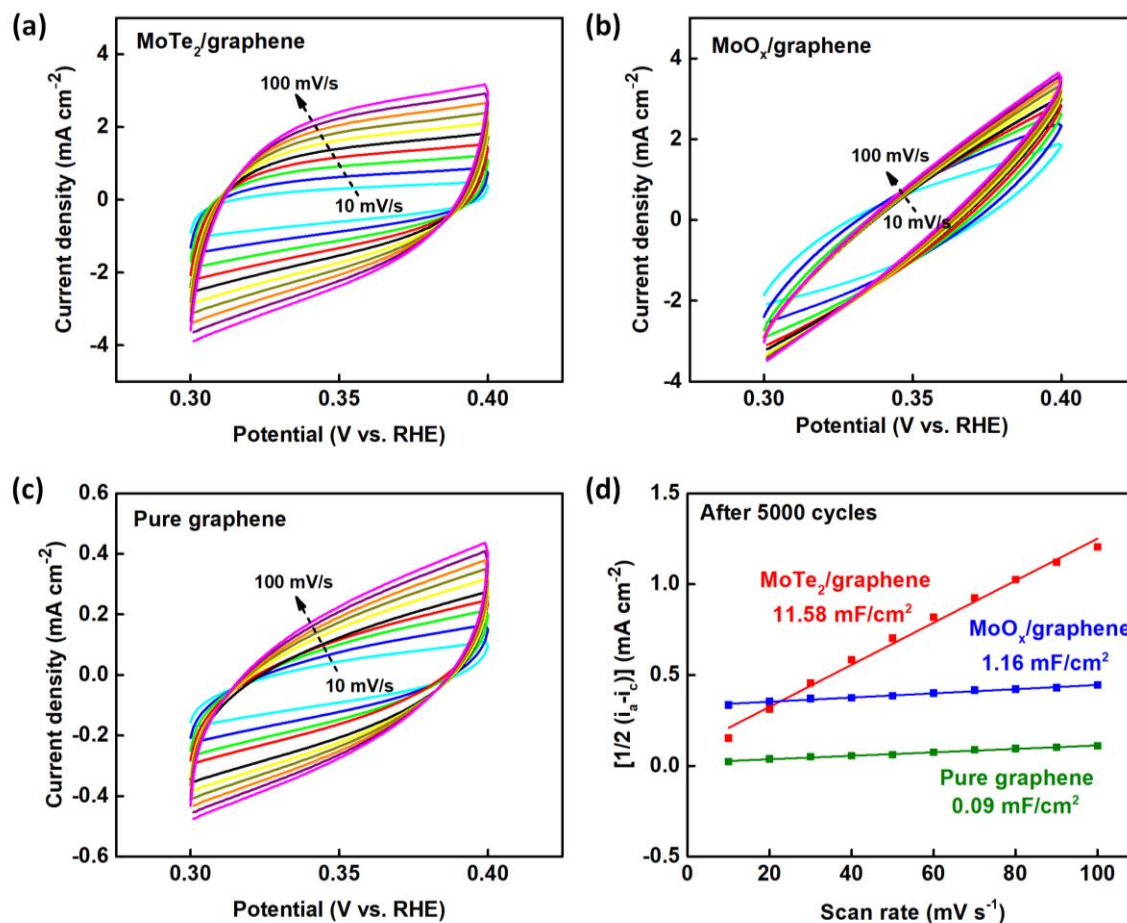 (a)
MoTe₂/graphene
100 mV/s
10 mV/s
4
2
0
-2
-4
0.30
0.35
0.40
Current density (mA cm⁻²)
Potential (V vs. RHE)
(b)
MoOₓ/graphene
100 mV/s
10 mV/s
4
2
0
-2
-4
0.30
0.35
0.40
Current density (mA cm⁻²)
Potential (V vs. RHE)
(c)
Pure graphene
100 mV/s
10 mV/s
0.6
0.4
0.2
0.0
-0.2
-0.4
-0.6
0.30
0.35
0.40
Current density (mA cm⁻²)
Potential (V vs. RHE)
(d)
After 5000 cycles
MoTe₂/graphene
11.58 mF/cm²
MoOₓ/graphene
1.16 mF/cm²
Pure graphene
0.09 mF/cm²
1.5
1.0
0.5
0.0
-0.5
20
40
60
80
100
[1/2 (iₐ-i꜀)] (mA cm⁻²)
Scan rate (mV s⁻¹)